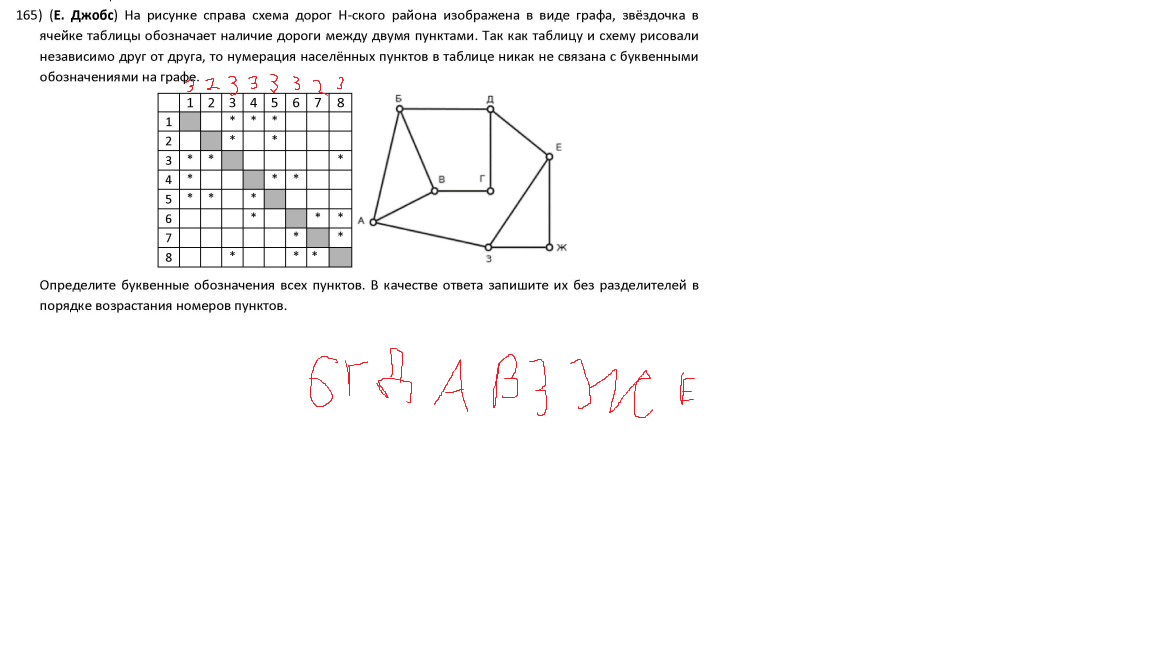 165) (Е. Джобс) На рисунке справа схема дорог Н-ского района изображена в виде графа, звёздочка в
ячейке таблицы обозначает наличие дороги между двумя пунктами. Так как таблицу и схему рисовали
независимо друг от друга, то нумерация населённых пунктов в таблице никак не связана с буквенными
обозначениями на графе.
3 2 3 3 3 3 2 3
1 2 3 4 5 6 7 8
1 * * *
2 * *
3 * * *
4 * * *
5 * * *
6 * * *
7 * *
8 * * *
Б Д
Е
В Г
А
З Ж
Определите буквенные обозначения всех пунктов. В качестве ответа запишите их без разделителей в
порядке возрастания номеров пунктов.
БГДАВЗЖЕ